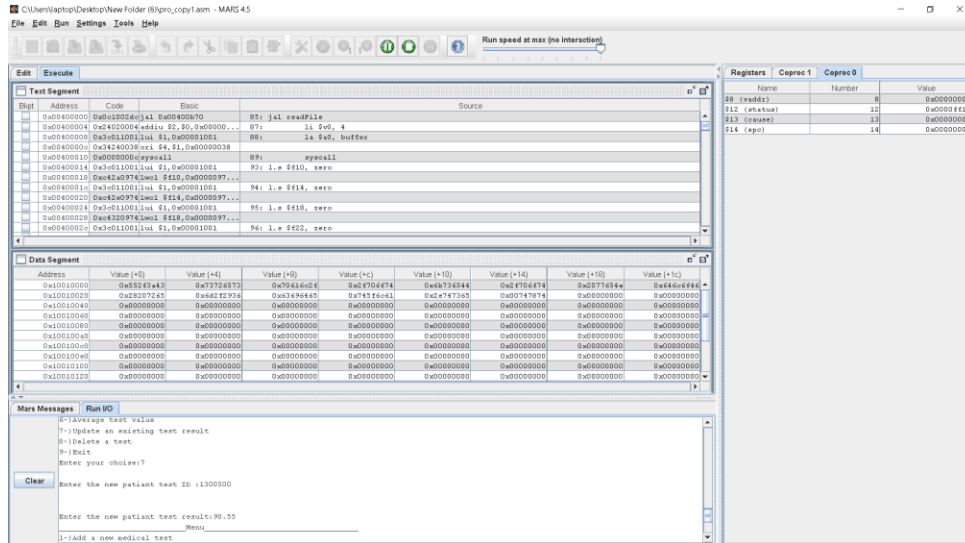 C:\Users\laptop\Desktop\New Folder (6)\pro_copy1.asm - MARS 4.5
File Edit Run Settings Tools Help
Run speed at max (no interaction)
Edit Execute
Text Segment
Bkpt Address Code Basic Source
0x00400000 0x0c1002dc jal 0x00400b70 85: jal readfile
0x00400004 0x24020004 addiu $2,$0,0x00000... 87: li $v0, 4
0x00400008 0x3c011001 lui $1,0x00001001 88: la $a0, buffer
0x0040000c 0x34240038 ori $4,$1,0x00000038
0x00400010 0x0000000c syscall 89: syscall
0x00400014 0x3c011001 lui $1,0x00001001 93: l.s $f10, zero
0x00400018 0xc42a0974 lwc1 $f10,0x0000097...
0x0040001c 0x3c011001 lui $1,0x00001001 94: l.s $f14, zero
0x00400020 0xc42e0974 lwc1 $f14,0x0000097...
0x00400024 0x3c011001 lui $1,0x00001001 95: l.s $f18, zero
0x00400028 0xc4320974 lwc1 $f18,0x0000097...
0x0040002c 0x3c011001 lui $1,0x00001001 96: l.s $f22, zero
Data Segment
Address Value (+0) Value (+4) Value (+8) Value (+c) Value (+10) Value (+14) Value (+18) Value (+1c)
0x10010000 0x552f3a43 0x73726573 0x70616c2f 0x2f706f74 0x6b736544 0x2f706f74 0x2077654e 0x646c6f46
0x10010020 0x28207265 0x6d2f2936 0x63696465 0x745f6c61 0x2e747365 0x00747874 0x00000000 0x00000000
0x10010040 0x00000000 0x00000000 0x00000000 0x00000000 0x00000000 0x00000000 0x00000000 0x00000000
0x10010060 0x00000000 0x00000000 0x00000000 0x00000000 0x00000000 0x00000000 0x00000000 0x00000000
0x10010080 0x00000000 0x00000000 0x00000000 0x00000000 0x00000000 0x00000000 0x00000000 0x00000000
0x100100a0 0x00000000 0x00000000 0x00000000 0x00000000 0x00000000 0x00000000 0x00000000 0x00000000
0x100100c0 0x00000000 0x00000000 0x00000000 0x00000000 0x00000000 0x00000000 0x00000000 0x00000000
0x100100e0 0x00000000 0x00000000 0x00000000 0x00000000 0x00000000 0x00000000 0x00000000 0x00000000
0x10010100 0x00000000 0x00000000 0x00000000 0x00000000 0x00000000 0x00000000 0x00000000 0x00000000
0x10010120 0x00000000 0x00000000 0x00000000 0x00000000 0x00000000 0x00000000 0x00000000 0x00000000
Mars Messages Run I/O
6-)Average test value
7-)Update an existing test result
8-)Delete a test
9-)Exit
Enter your choise:7
Clear
Enter the new patiant test ID :1300500
Enter the new patiant test result:90.55
____Menu____
1-)Add a new medical test
Registers Coproc 1 Coproc 0
Name Number Value
$8 (vaddr) 8 0x0000000
$12 (status) 12 0x0000ff1
$13 (cause) 13 0x0000000
$14 (epc) 14 0x0000000